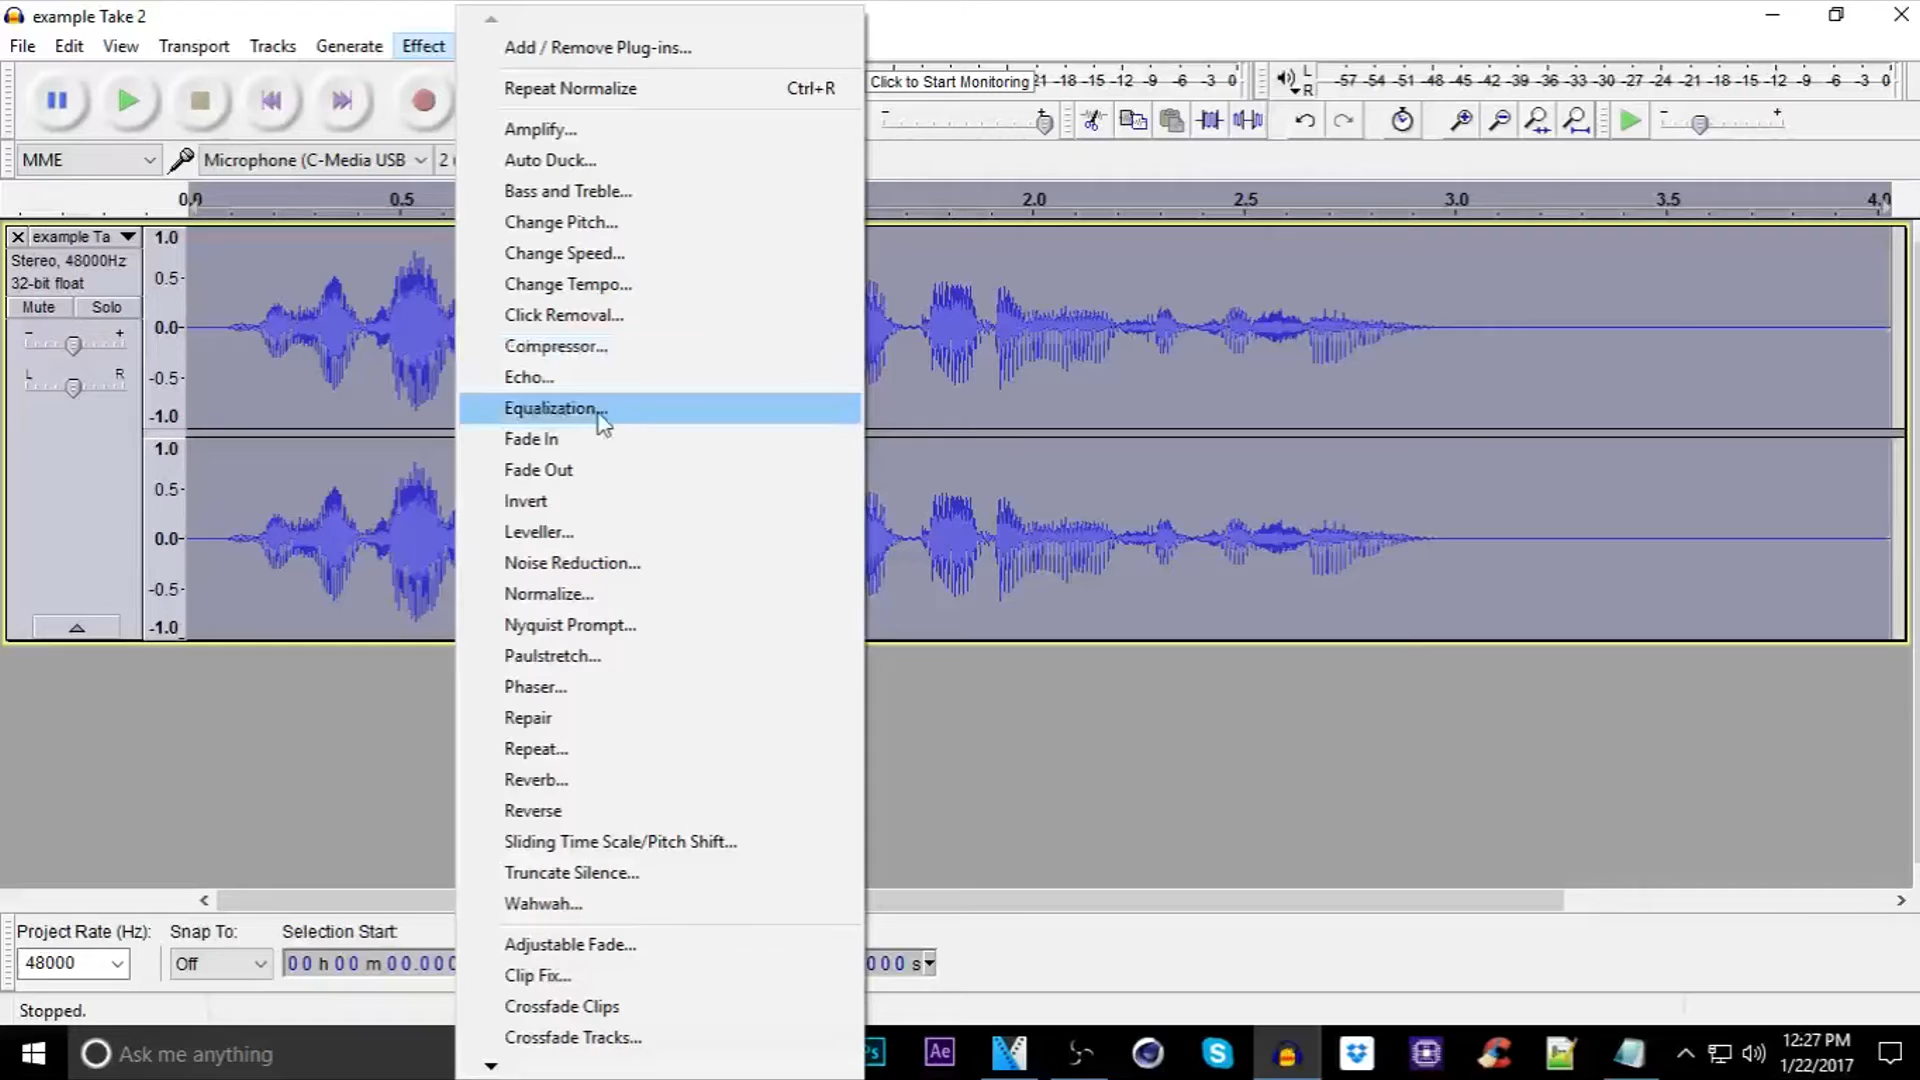 example Take 2
File Edit View Transport Tracks Generate Effect
Add / Remove Plug-ins...
Repeat Normalize Ctrl+R
Amplify...
Auto Duck...
Bass and Treble...
Change Pitch...
Change Speed...
Change Tempo...
Click Removal...
Compressor...
Echo...
Equalization...
Fade In
Fade Out
Invert
Leveller...
Noise Reduction...
Normalize...
Nyquist Prompt...
Paulstretch...
Phaser...
Repair
Repeat...
Reverb...
Reverse
Sliding Time Scale/Pitch Shift...
Truncate Silence...
Wahwah...
Adjustable Fade...
Clip Fix...
Crossfade Clips
Crossfade Tracks...
Click to Start Monitoring 21 -18 -15 -12 -9 -6 -3 0
L
R
-57 -54 -51 -48 -45 -42 -39 -36 -33 -30 -27 -24 -21 -18 -15 -12 -9 -6 -3 0
MME
Microphone (C-Media USB
2
0.0 0.5 2.0 2.5 3.0 3.5 4.0
example Ta
Stereo, 48000Hz
32-bit float
Mute Solo
- +
L R
1.0
0.5-
0.0-
-0.5-
-1.0
1.0
0.5-
0.0-
-0.5-
-1.0
Project Rate (Hz): Snap To: Selection Start:
48000 Off 00 h 00 m 00.000 000 s
Stopped.
Ask me anything
Ps
Ae
12:27 PM
1/22/2017